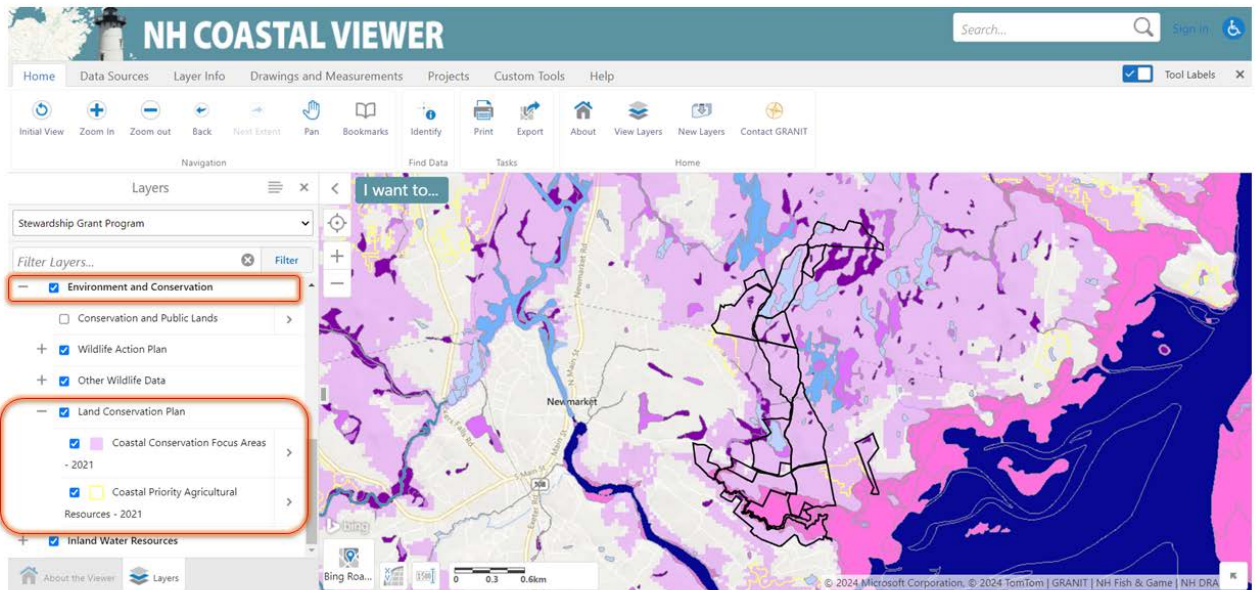 NH COASTAL VIEWER
Search...
Sign in
Home Data Sources Layer Info Drawings and Measurements Projects Custom Tools Help
Tool Labels
Initial View Zoom In Zoom out Back Next Extent Pan Bookmarks Identify Print Export About View Layers New Layers Contact GRANIT
Navigation Find Data Tasks Home
Layers
I want to...
Stewardship Grant Program
Filter Layers...
Filter
Environment and Conservation
Conservation and Public Lands
Wildlife Action Plan
Other Wildlife Data
Land Conservation Plan
Coastal Conservation Focus Areas
- 2021
Coastal Priority Agricultural
Resources - 2021
Inland Water Resources
About the Viewer
Layers
Newmarket Rd
N Main St
Newmarket
Main St
S Main St
108
Exeter Rd
bing
Bing Roa...
0 0.3 0.6km
© 2024 Microsoft Corporation, © 2024 TomTom | GRANIT | NH Fish & Game | NH DRA